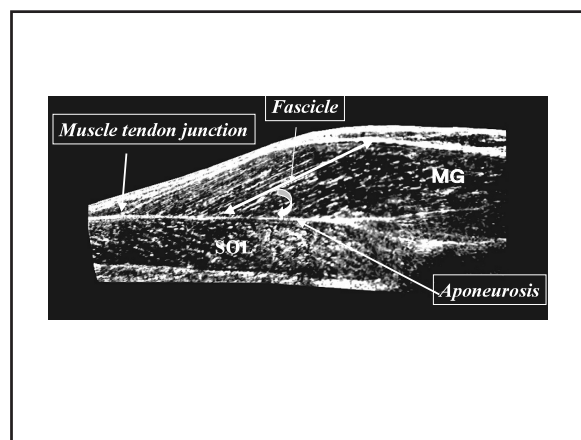 Fascicle
Muscle tendon junction
MG
SOL
Aponeurosis